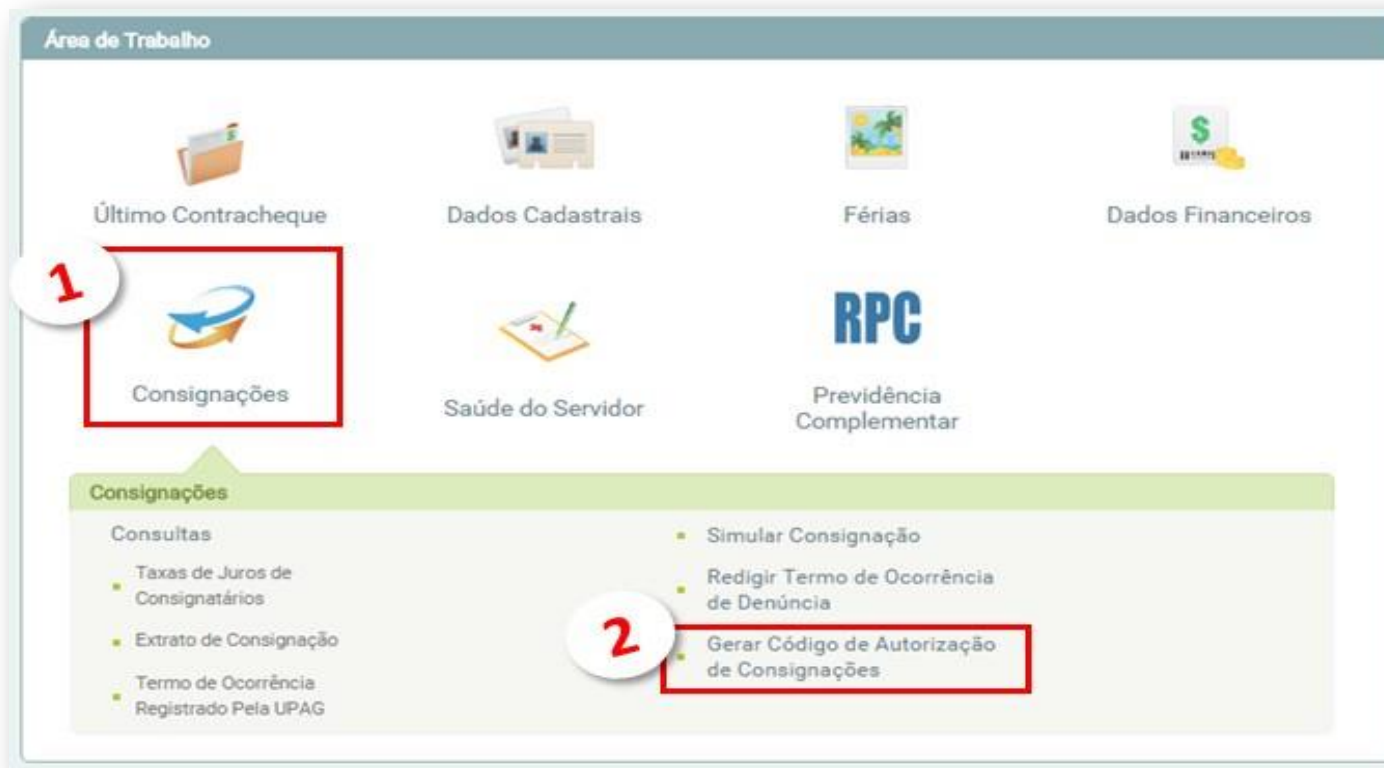 Área de Trabalho
Último Contracheque
Dados Cadastrais
Férias
Dados Financeiros
1
RPC
Consignações
Saúde do Servidor
Previdência
Complementar
Consignações
Consultas
Taxas de Juros de
Consignatários
Extrato de Consignação
Termo de Ocorrência
Registrado Pela UPAG
Simular Consignação
Redigir Termo de Ocorrência
de Denúncia
2
Gerar Código de Autorização
de Consignações